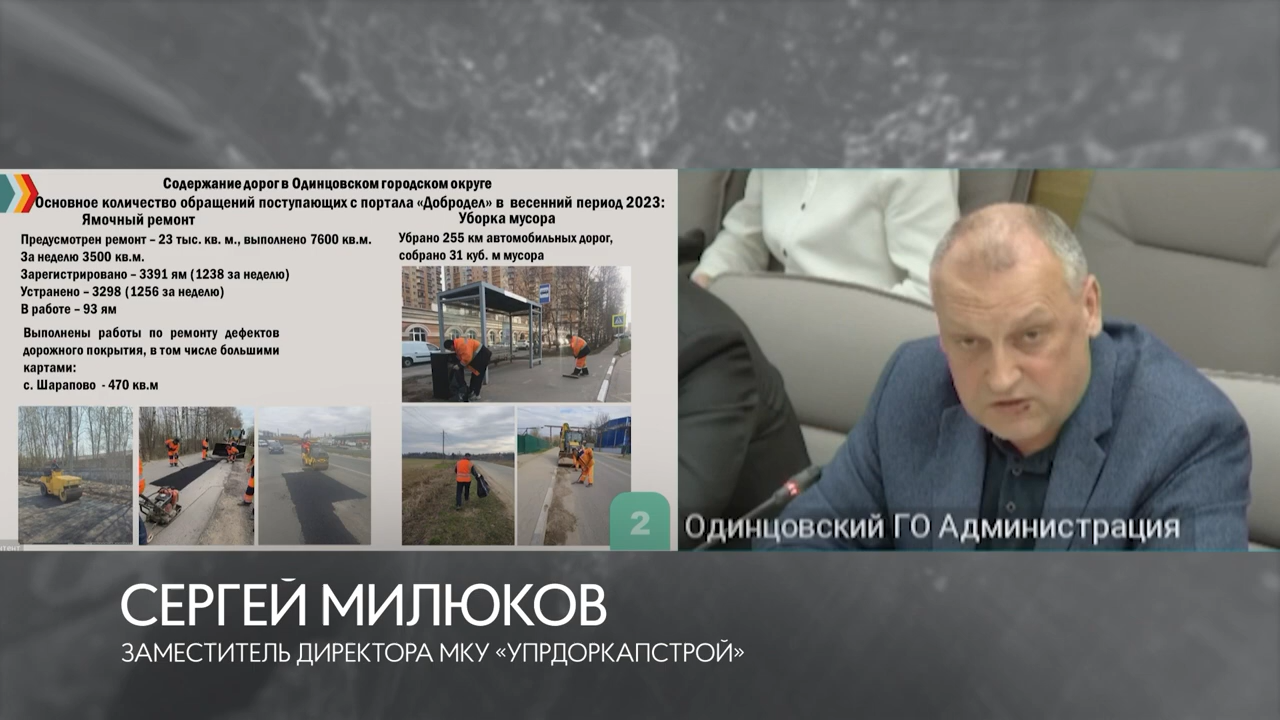 Содержание дорог в Одинцовском городском округе
Основное количество обращений поступающих с портала «Добродел» в весенний период 2023:
Ямочный ремонт
Предусмотрен ремонт – 23 тыс. кв. м., выполнено 7600 кв.м.
За неделю 3500 кв.м.
Зарегистрировано – 3391 ям (1238 за неделю)
Устранено – 3298 (1256 за неделю)
В работе – 93 ям
Выполнены работы по ремонту дефектов
дорожного покрытия, в том числе большими
картами:
с. Шарапово - 470 кв.м
Уборка мусора
Убрано 255 км автомобильных дорог,
собрано 31 куб. м мусора
2
Одинцовский ГО Администрация
СЕРГЕЙ МИЛЮКОВ
ЗАМЕСТИТЕЛЬ ДИРЕКТОРА МКУ «УПРДОРКАПСТРОЙ»